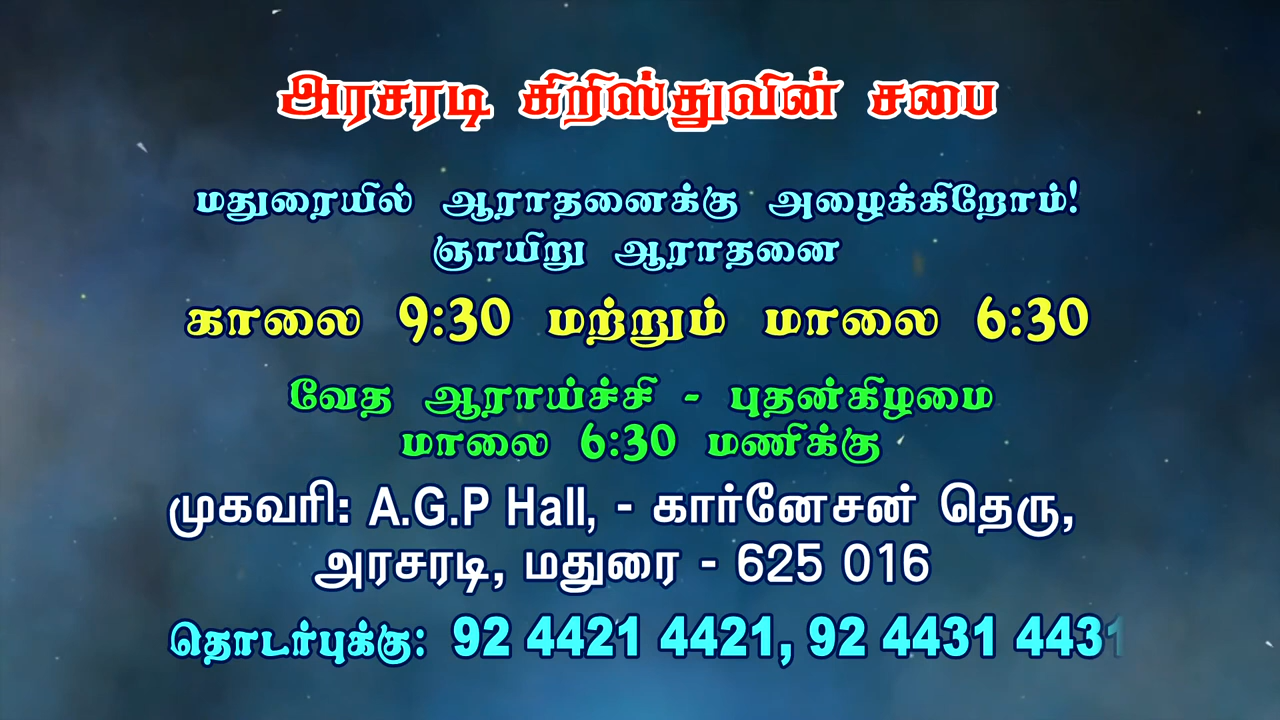 அரசரடி கிறிஸ்துவின் சபை
மதுரையில் ஆராதனைக்கு அழைக்கிறோம்!
ஞாயிறு ஆராதனை
காலை 9:30 மற்றும் மாலை 6:30
வேத ஆராய்ச்சி - புதன்கிழமை
மாலை 6:30 மணிக்கு
முகவரி: A.G.P Hall, - கார்னேசன் தெரு,
அரசரடி, மதுரை - 625 016
தொடர்புக்கு: 92 4421 4421, 92 4431 4431